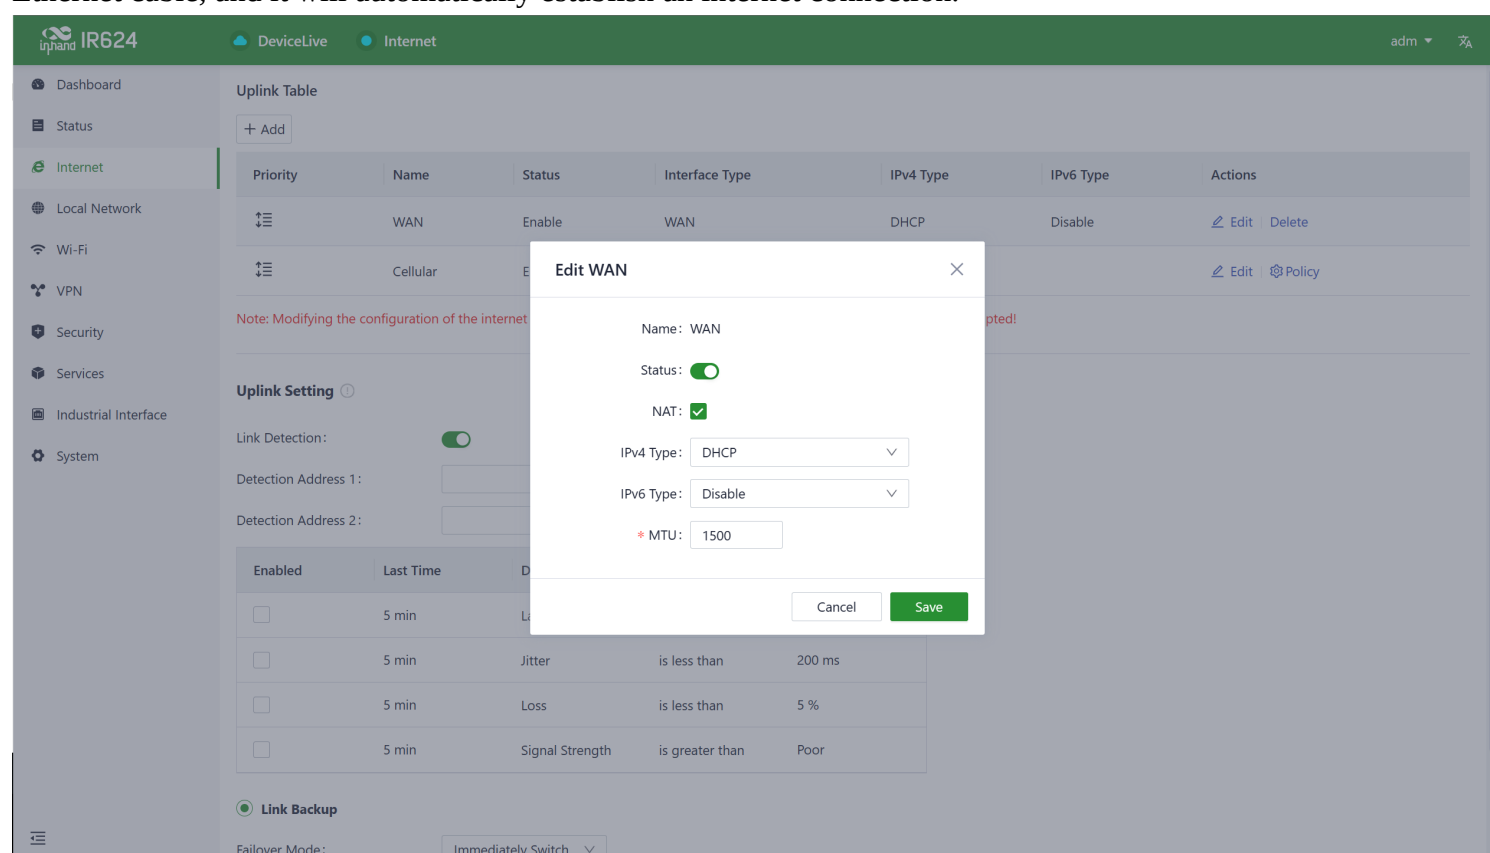 inhand IR624
DeviceLive Internet adm
Dashboard
Status
Internet
Local Network
Wi-Fi
VPN
Security
Services
Industrial Interface
System
Uplink Table
+ Add
Priority Name Status Interface Type IPv4 Type IPv6 Type Actions
WAN Enable WAN DHCP Disable Edit Delete
Cellular E Edit Policy
Note: Modifying the configuration of the internet pted!
Uplink Setting
Link Detection:
Detection Address 1:
Detection Address 2:
Enabled Last Time D
5 min La
5 min Jitter is less than 200 ms
5 min Loss is less than 5 %
5 min Signal Strength is greater than Poor
Link Backup
Failover Mode: Immediately Switch
Edit WAN
Name: WAN
Status:
NAT:
IPv4 Type: DHCP
IPv6 Type: Disable
* MTU: 1500
Cancel Save